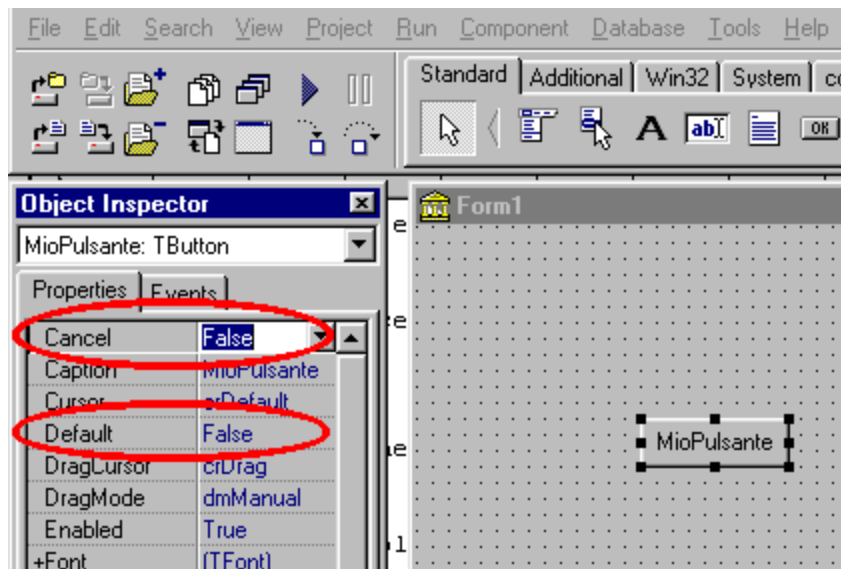 File Edit Search View Project Run Component Database Tools Help
Standard Additional Win32 System
A ab OK
Object Inspector
Form1
MioPulsante: TButton
Properties Events
Cancel False
Caption MioPulsante
Cursor crDefault
Default False
MioPulsante
DragCursor crDrag
DragMode dmManual
Enabled True
+Font (TFont)